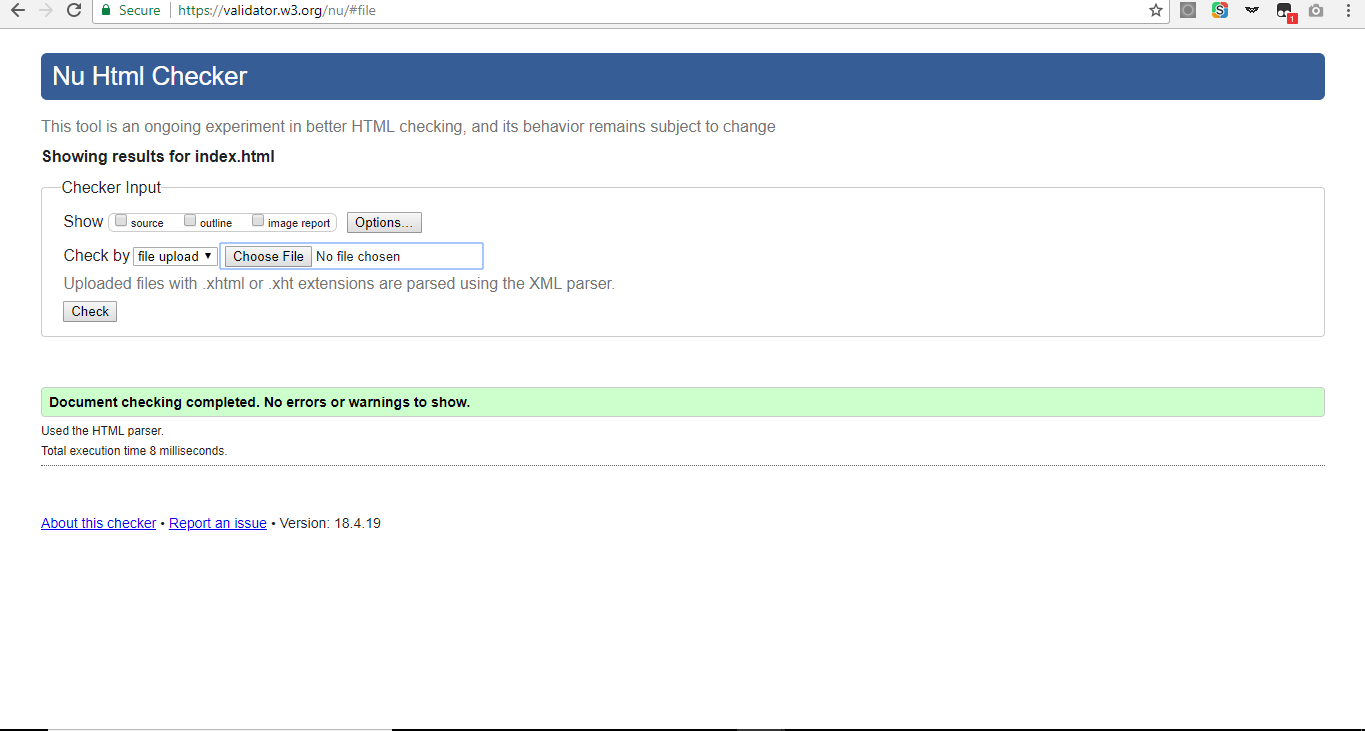 Secure https://validator.w3.org/nu/#file
1
Nu Html Checker
This tool is an ongoing experiment in better HTML checking, and its behavior remains subject to change
Showing results for index.html
Checker Input
Show source outline image report Options...
Check by file upload Choose File No file chosen
Uploaded files with .xhtml or .xht extensions are parsed using the XML parser.
Check
Document checking completed. No errors or warnings to show.
Used the HTML parser.
Total execution time 8 milliseconds.
About this checker • Report an issue • Version: 18.4.19